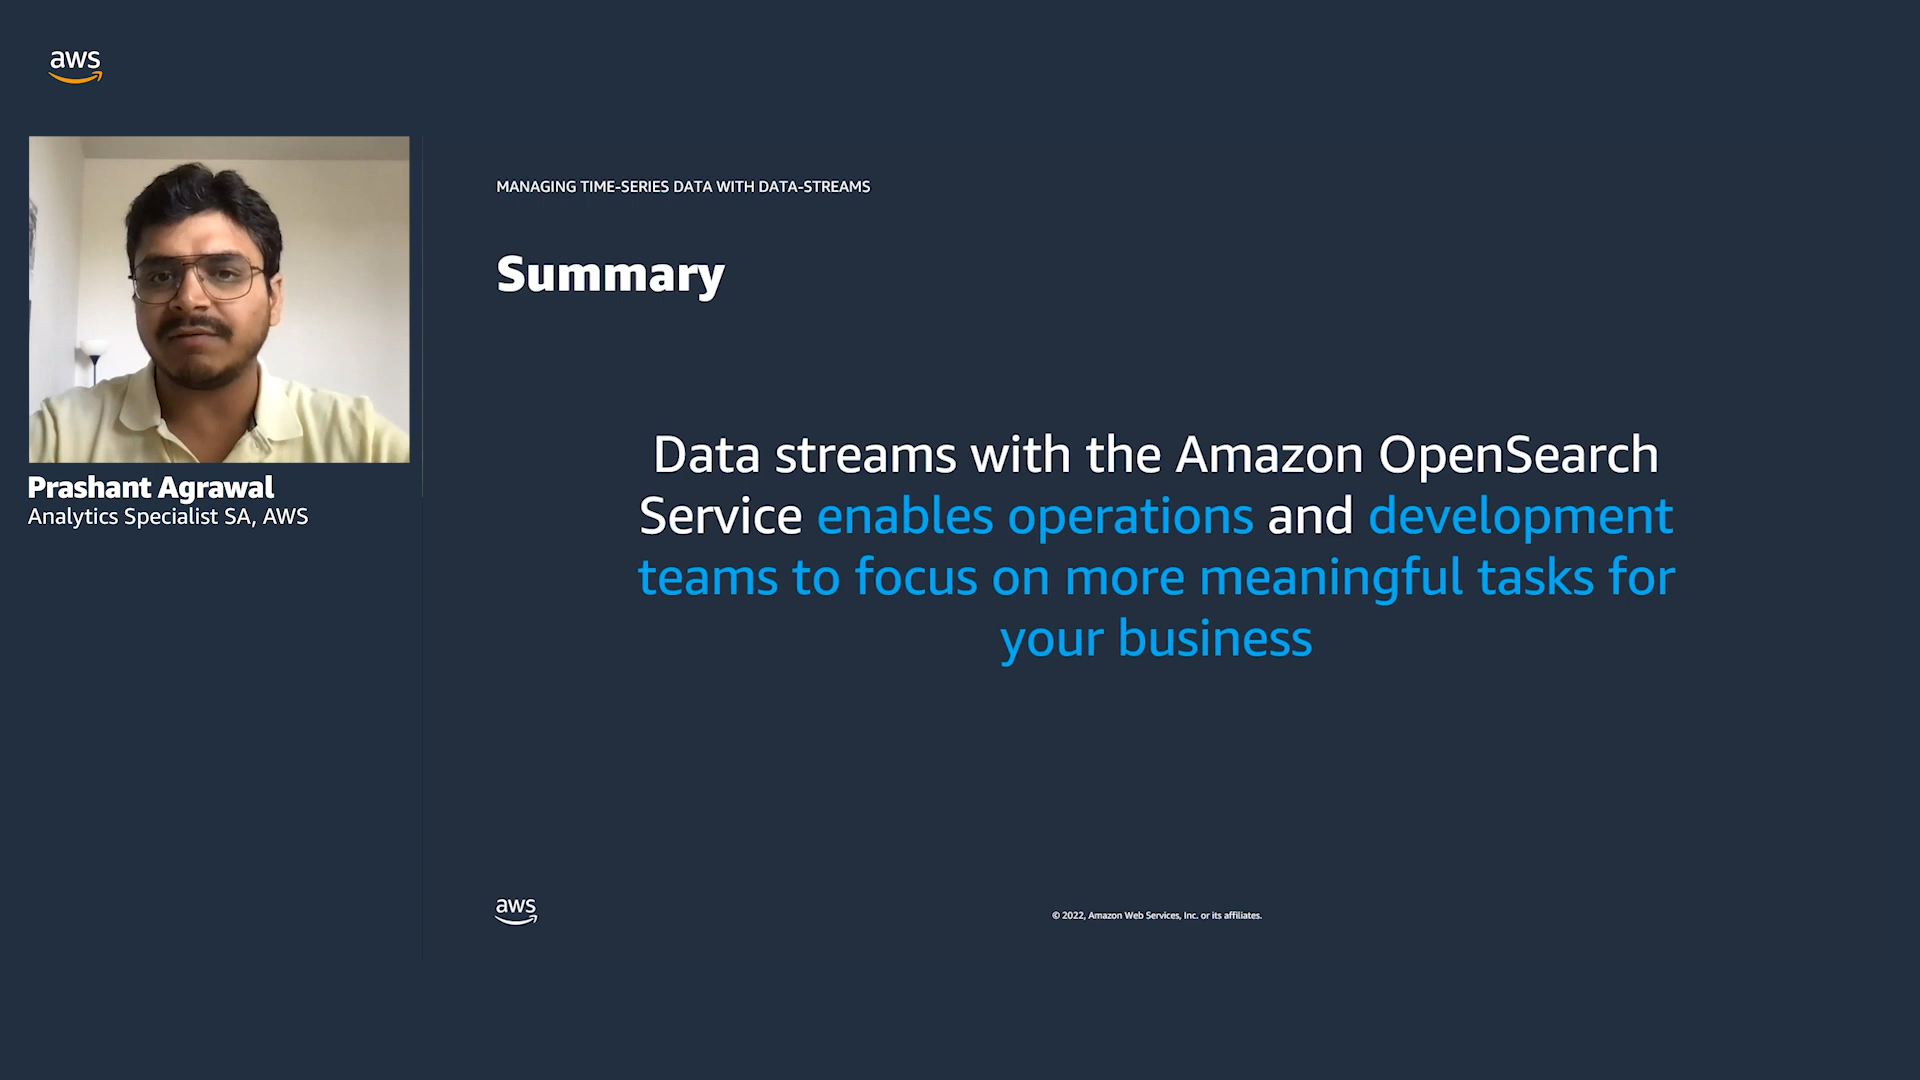 aws
Prashant Agrawal
Analytics Specialist SA, AWS
MANAGING TIME-SERIES DATA WITH DATA-STREAMS
Summary
Data streams with the Amazon OpenSearch
Service enables operations and development
teams to focus on more meaningful tasks for
your business
aws
© 2022, Amazon Web Services, Inc. or its affiliates.